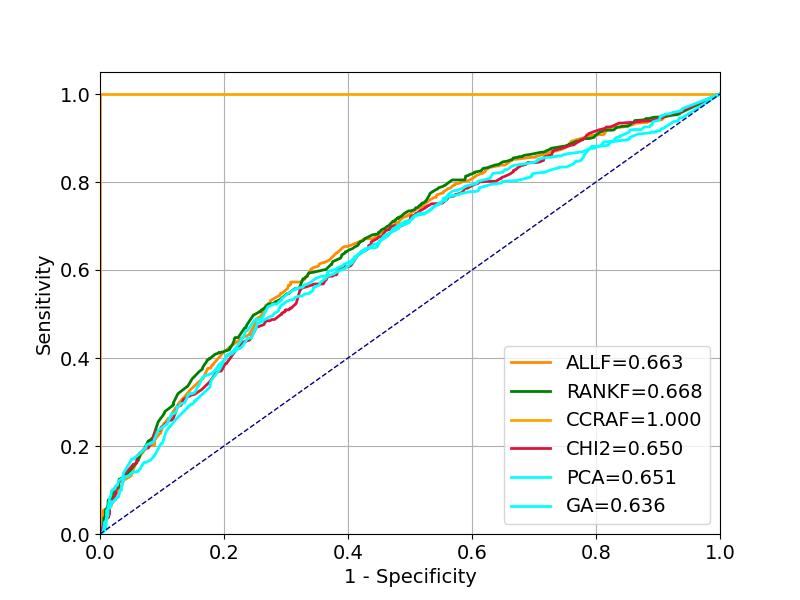 1.0
0.8
0.6
0.4
0.2
0.0
Sensitivity
ALLF=0.663
RANKF=0.668
CCRAF=1.000
CHI2=0.650
PCA=0.651
GA=0.636
0.0 0.2 0.4 0.6 0.8 1.0
1 - Specificity